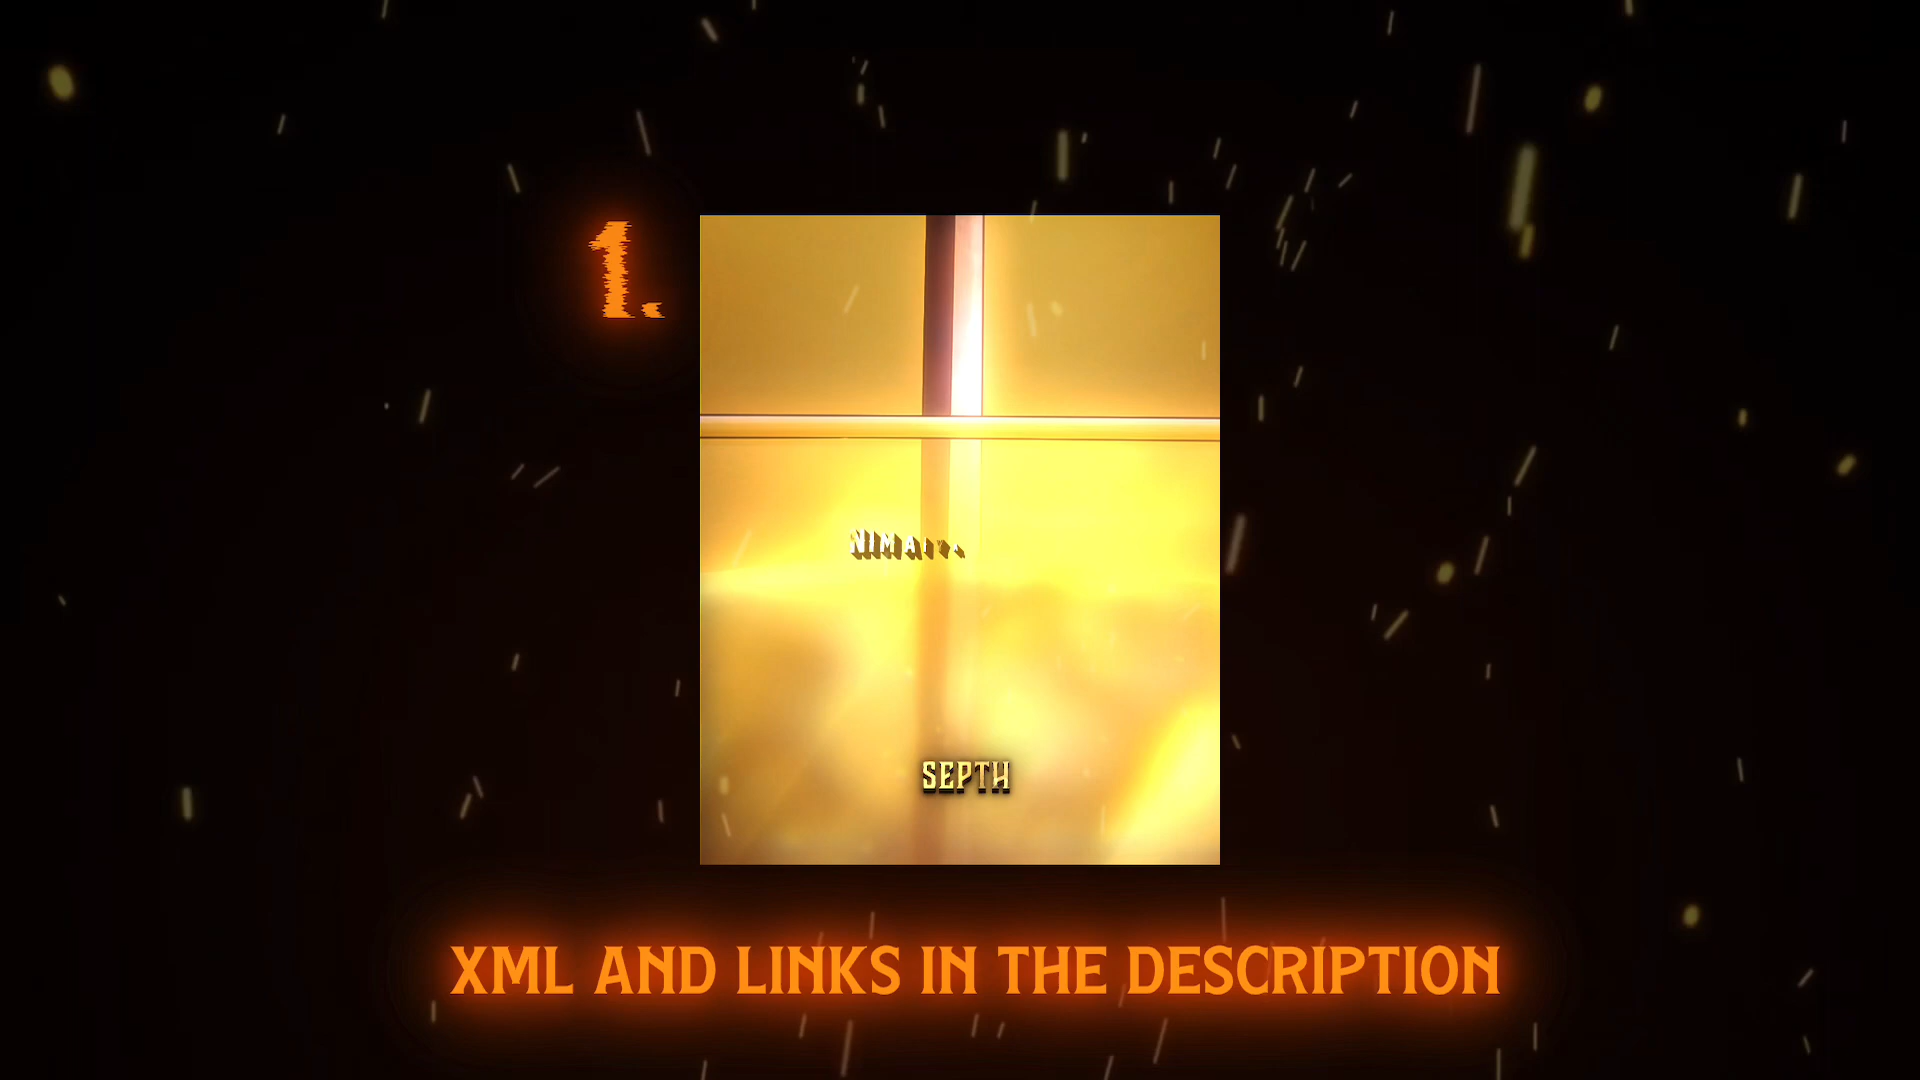 1.
SEPTH
XML AND LINKS IN THE DESCRIPTION